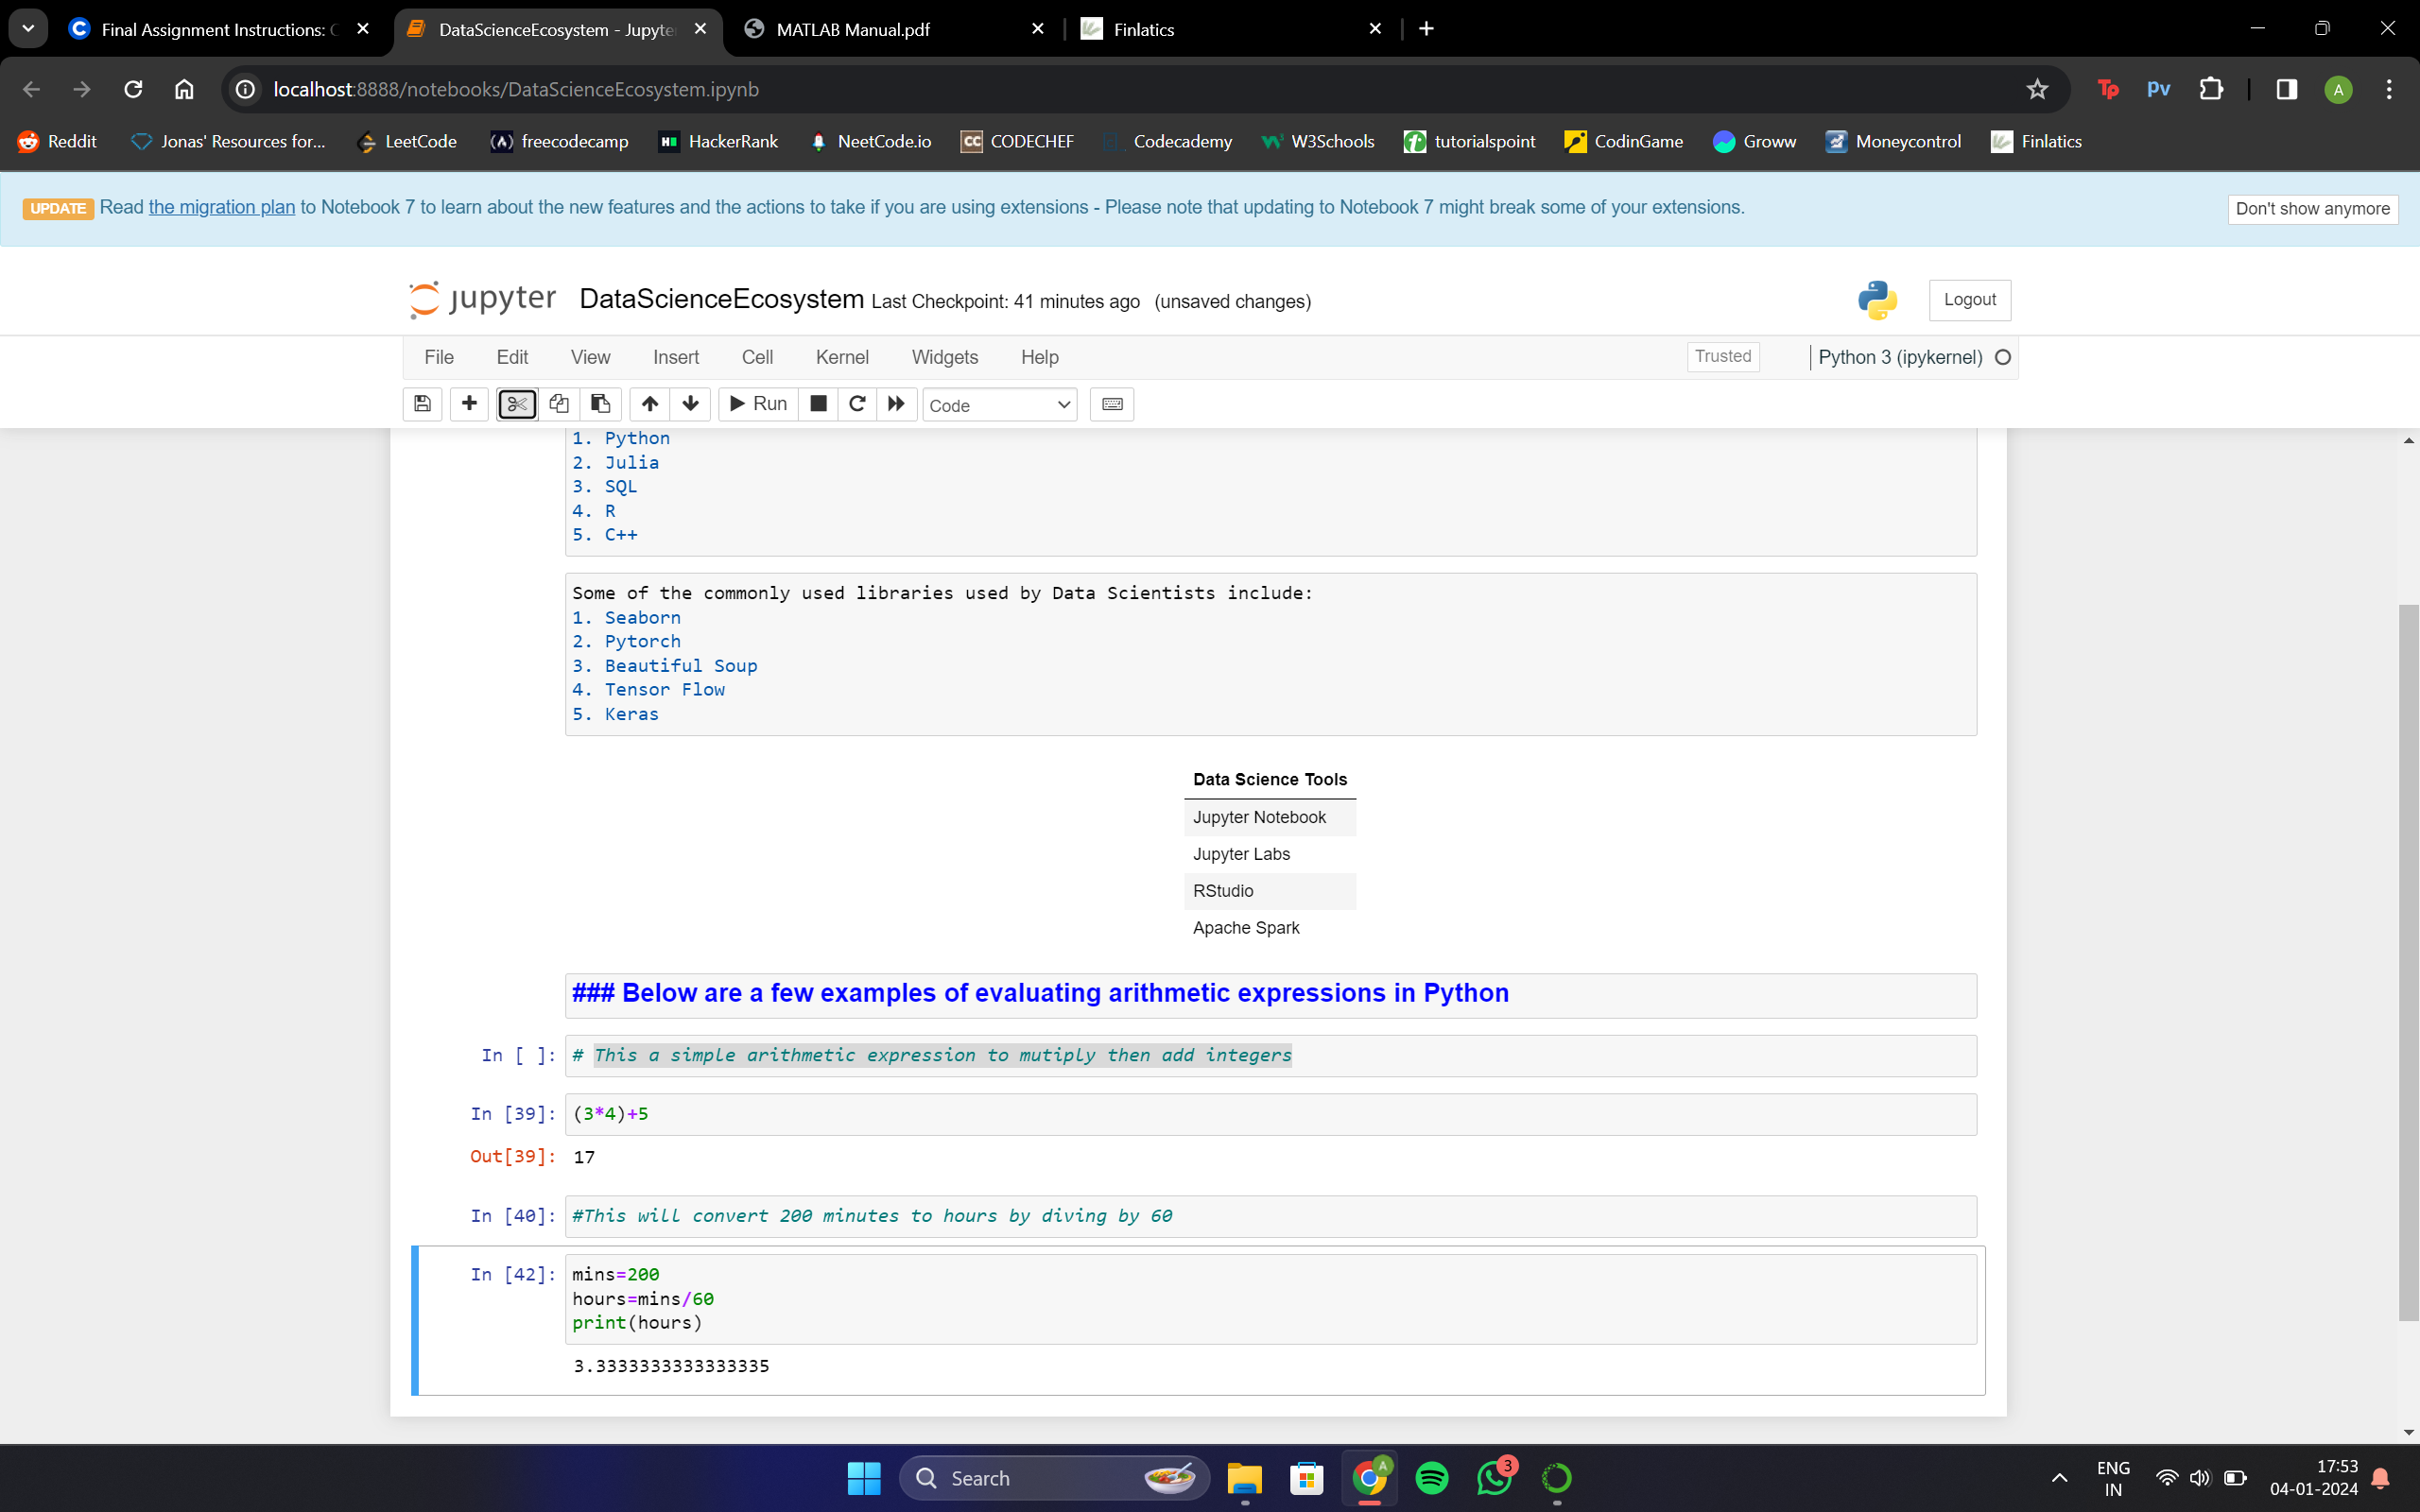 Final Assignment Instructions: C
DataScienceEcosystem - Jupyte
MATLAB Manual.pdf
Finlatics
localhost:8888/notebooks/DataScienceEcosystem.ipynb
Tp
pv
A
Reddit
Jonas' Resources for...
LeetCode
freecodecamp
HackerRank
NeetCode.io
CC CODECHEF
Codecademy
W3Schools
tutorialspoint
CodinGame
Groww
Moneycontrol
Finlatics
UPDATE Read the migration plan to Notebook 7 to learn about the new features and the actions to take if you are using extensions - Please note that updating to Notebook 7 might break some of your extensions.
Don't show anymore
jupyter DataScienceEcosystem Last Checkpoint: 41 minutes ago (unsaved changes)
Logout
File Edit View Insert Cell Kernel Widgets Help
Trusted
Python 3 (ipykernel)
Run
Code
1. Python
2. Julia
3. SQL
4. R
5. C++
Some of the commonly used libraries used by Data Scientists include:
1. Seaborn
2. Pytorch
3. Beautiful Soup
4. Tensor Flow
5. Keras
Data Science Tools
Jupyter Notebook
Jupyter Labs
RStudio
Apache Spark
### Below are a few examples of evaluating arithmetic expressions in Python
In [ ]: # This a simple arithmetic expression to mutiply then add integers
In [39]: (3*4)+5
Out[39]: 17
In [40]: #This will convert 200 minutes to hours by diving by 60
In [42]: mins=200
hours=mins/60
print(hours)
3.3333333333333335
Search
A
3
ENG
IN
17:53
04-01-2024